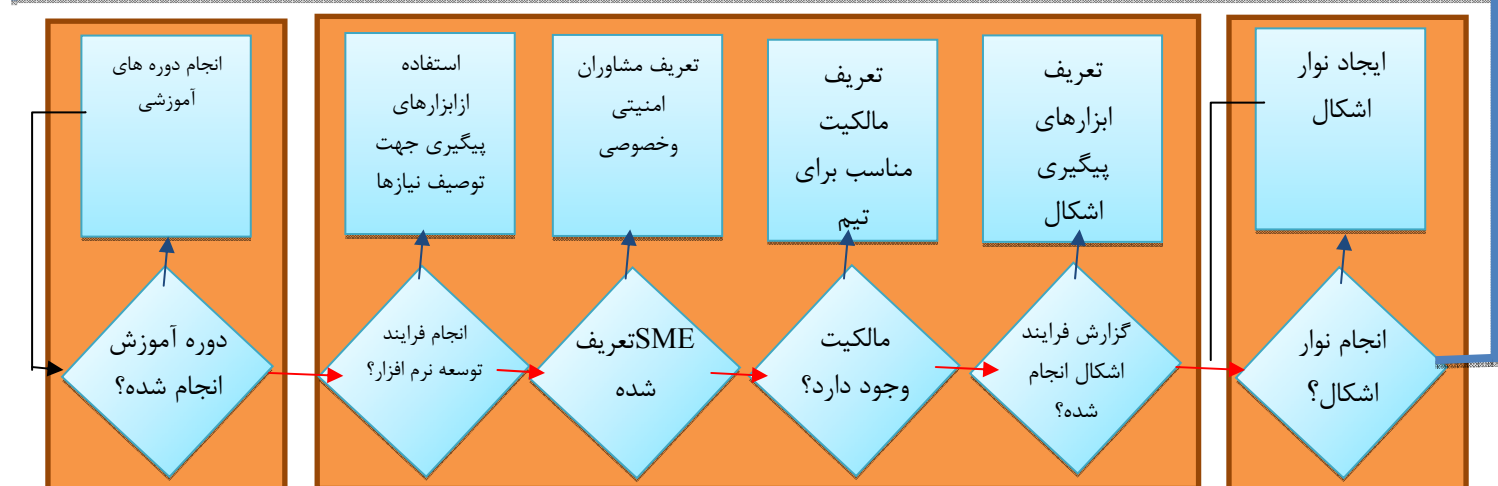 انجام دوره های
آموزشی
دوره آموزش
انجام شده؟
استفاده
ازابزارهای
پیگیری جهت
توصیف نیازها
انجام فرایند
توسعه نرم افزار؟
تعریف مشاوران
امنیتی
وخصوصی
SMEتعریف
شده
تعریف
مالکیت
مناسب برای
تیم
مالکیت
وجود دارد؟
تعریف
ابزارهای
پیگیری
اشکال
گزارش فرایند
اشکال انجام
شده؟
ایجاد نوار
اشکال
انجام نوار
اشکال؟